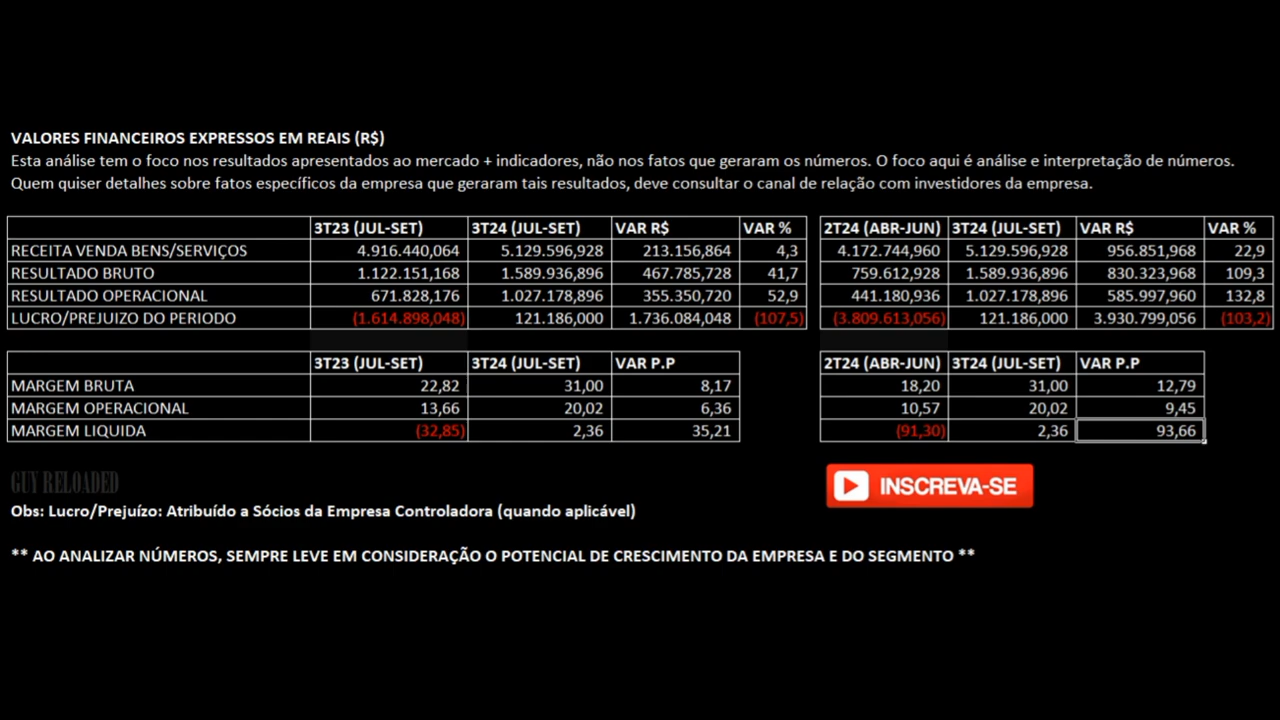 VALORES FINANCEIROS EXPRESSOS EM REAIS (R$)
Esta análise tem o foco nos resultados apresentados ao mercado + indicadores, não nos fatos que geraram os números. O foco aqui é análise e interpretação de números.
Quem quiser detalhes sobre fatos específicos da empresa que geraram tais resultados, deve consultar o canal de relação com investidores da empresa.
3T23 (JUL-SET) 3T24 (JUL-SET) VAR R$ VAR % 2T24 (ABR-JUN) 3T24 (JUL-SET) VAR R$ VAR %
RECEITA VENDA BENS/SERVIÇOS 4.916.440,064 5.129.596,928 213.156,864 4,3 4.172.744,960 5.129.596,928 956.851,968 22,9
RESULTADO BRUTO 1.122.151,168 1.589.936,896 467.785,728 41,7 759.612,928 1.589.936,896 830.323,968 109,3
RESULTADO OPERACIONAL 671.828,176 1.027.178,896 355.350,720 52,9 441.180,936 1.027.178,896 585.997,960 132,8
LUCRO/PREJUIZO DO PERIODO (1.614.898,048) 121.186,000 1.736.084,048 (107,5) (3.809.613,056) 121.186,000 3.930.799,056 (103,2)
3T23 (JUL-SET) 3T24 (JUL-SET) VAR P.P 2T24 (ABR-JUN) 3T24 (JUL-SET) VAR P.P
MARGEM BRUTA 22,82 31,00 8,17 18,20 31,00 12,79
MARGEM OPERACIONAL 13,66 20,02 6,36 10,57 20,02 9,45
MARGEM LIQUIDA (32,85) 2,36 35,21 (91,30) 2,36 93,66
GUY RELOADED
INSCREVA-SE
Obs: Lucro/Prejuízo: Atribuído a Sócios da Empresa Controladora (quando aplicável)
** AO ANALIZAR NÚMEROS, SEMPRE LEVE EM CONSIDERAÇÃO O POTENCIAL DE CRESCIMENTO DA EMPRESA E DO SEGMENTO **